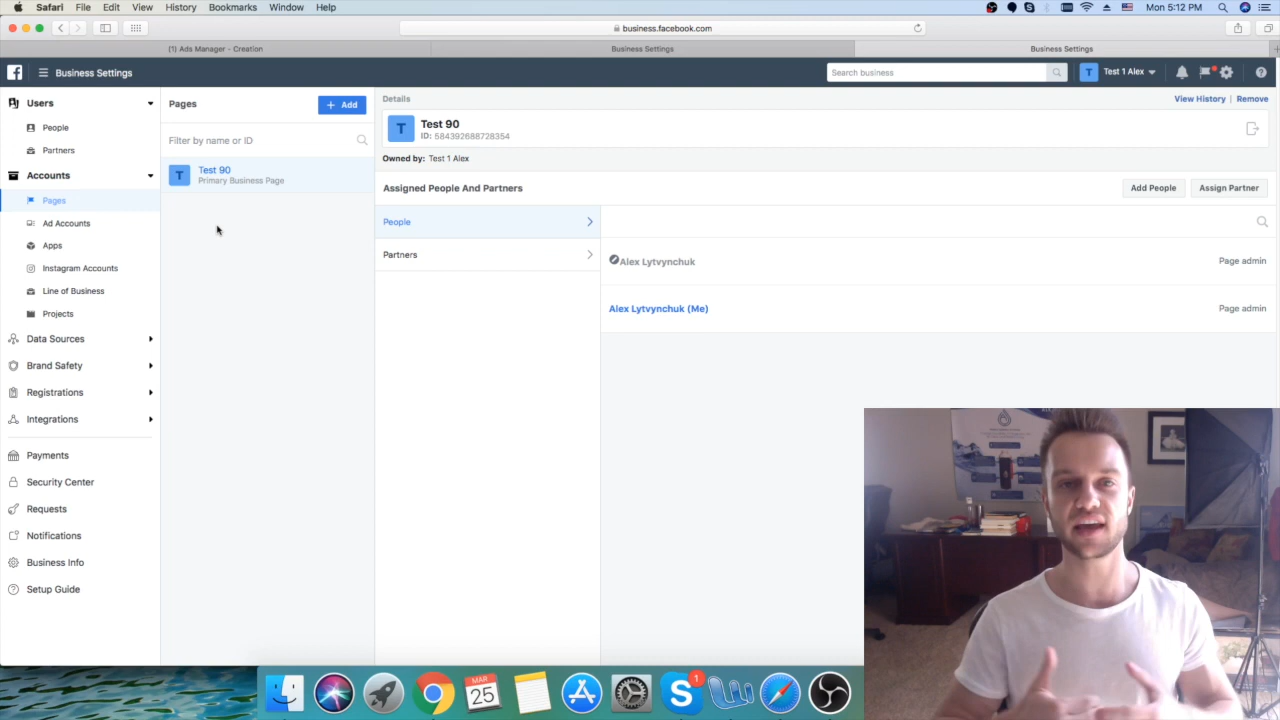 Safari File Edit View History Bookmarks Window Help
Mon 5:12 PM
business.facebook.com
(1) Ads Manager - Creation
Business Settings
Business Settings
Business Settings
Search business
T Test 1 Alex
Users
People
Partners
Accounts
Pages
Ad Accounts
Apps
Instagram Accounts
Line of Business
Projects
Data Sources
Brand Safety
Registrations
Integrations
Payments
Security Center
Requests
Notifications
Business Info
Setup Guide
Pages
+ Add
Filter by name or ID
T
Test 90
Primary Business Page
Details
View History | Remove
T
Test 90
ID: 584392688728354
Owned by: Test 1 Alex
Assigned People And Partners
Add People
Assign Partner
People
Partners
Alex Lytvynchuk
Page admin
Alex Lytvynchuk (Me)
Page admin
MAR
25
1